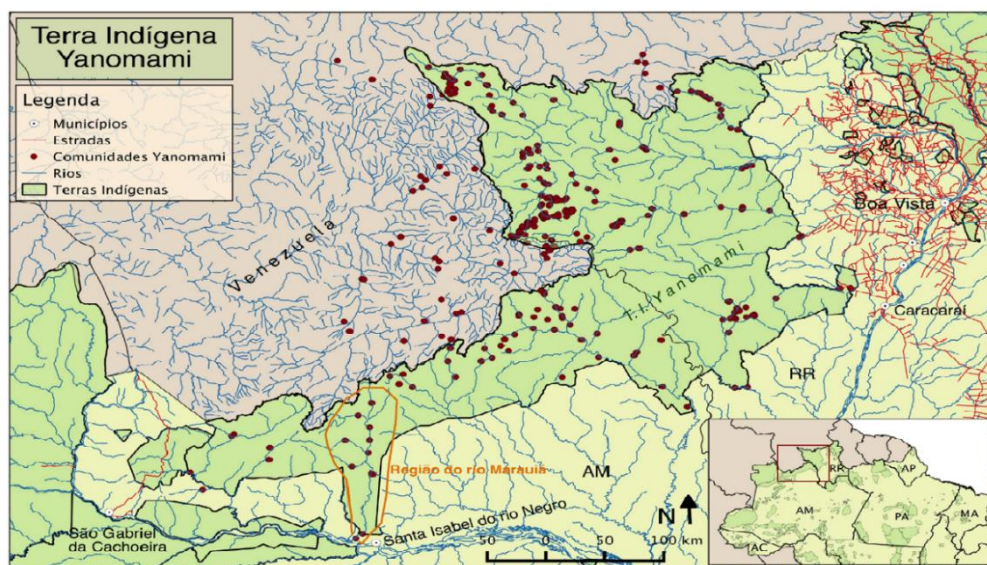 Terra Indígena
Yanomami
Legenda
Municípios
Estradas
Comunidades Yanomami
Rios
Terras Indígenas
Venezuela
Boa Vista
T.I.Yanomami
Caracaraí
RR
Região do rio Marauiá
AM
São Gabriel
da Cachoeira
Santa Isabel do rio Negro
N
50 0 50 100 km
RR
AP
AM
PA
MA
AC